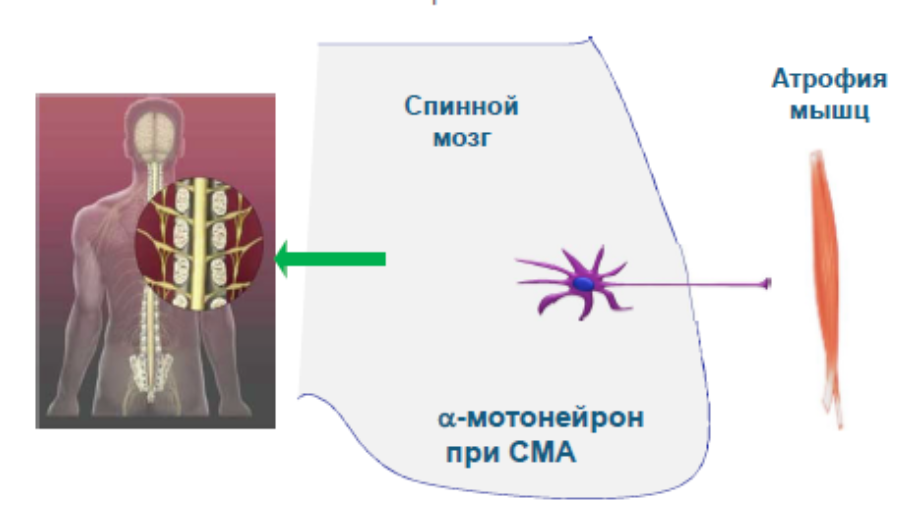 Спинной
мозг
Атрофия
мышц
α-мотонейрон
при СМА